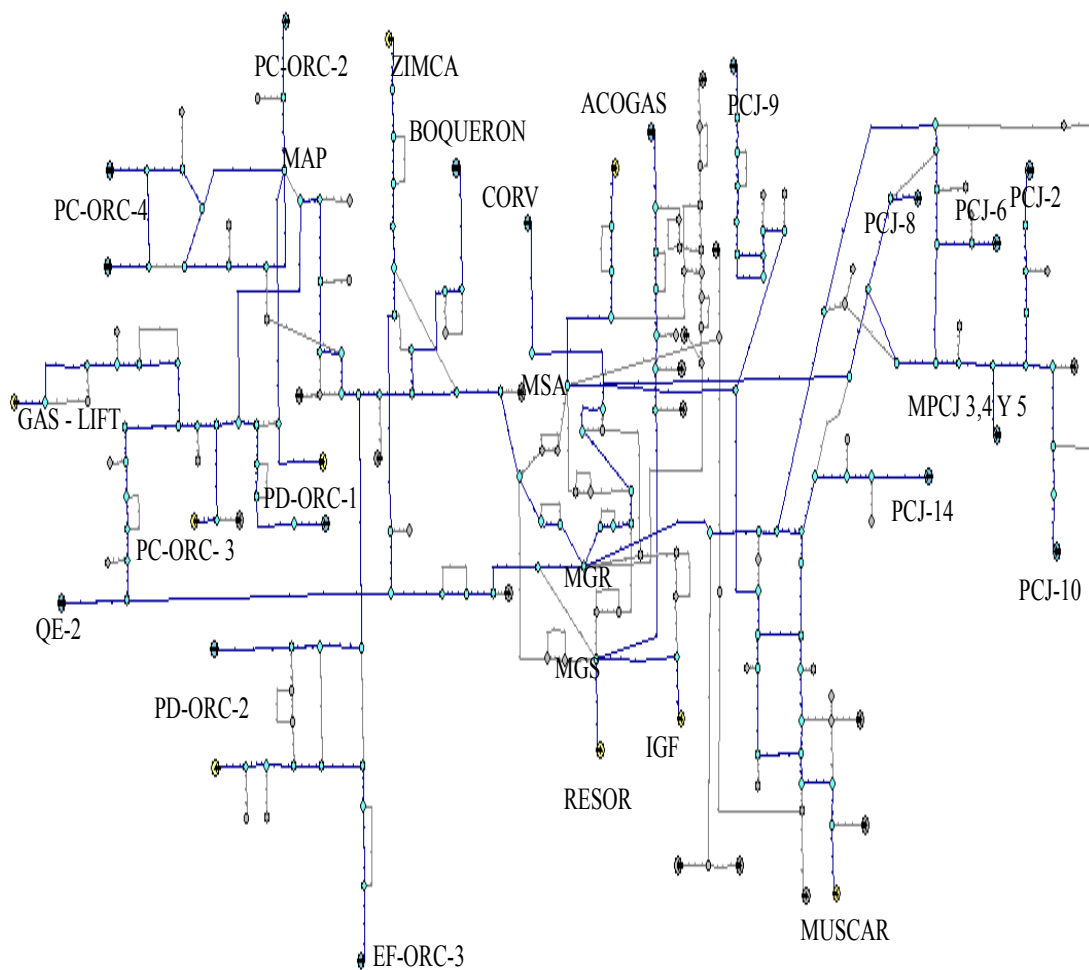 PC-ORC-2
ZIMCA
ACOGAS
PCJ-9
BOQUERON
MAP
CORV
PC-ORC-4
PCJ-8
PCJ-6
PCJ-2
MSA
GAS - LIFT
MPCJ 3,4 Y 5
PD-ORC-1
PCJ-14
PC-ORC- 3
MGR
PCJ-10
QE-2
MGS
PD-ORC-2
IGF
RESOR
MUSCAR
EF-ORC-3